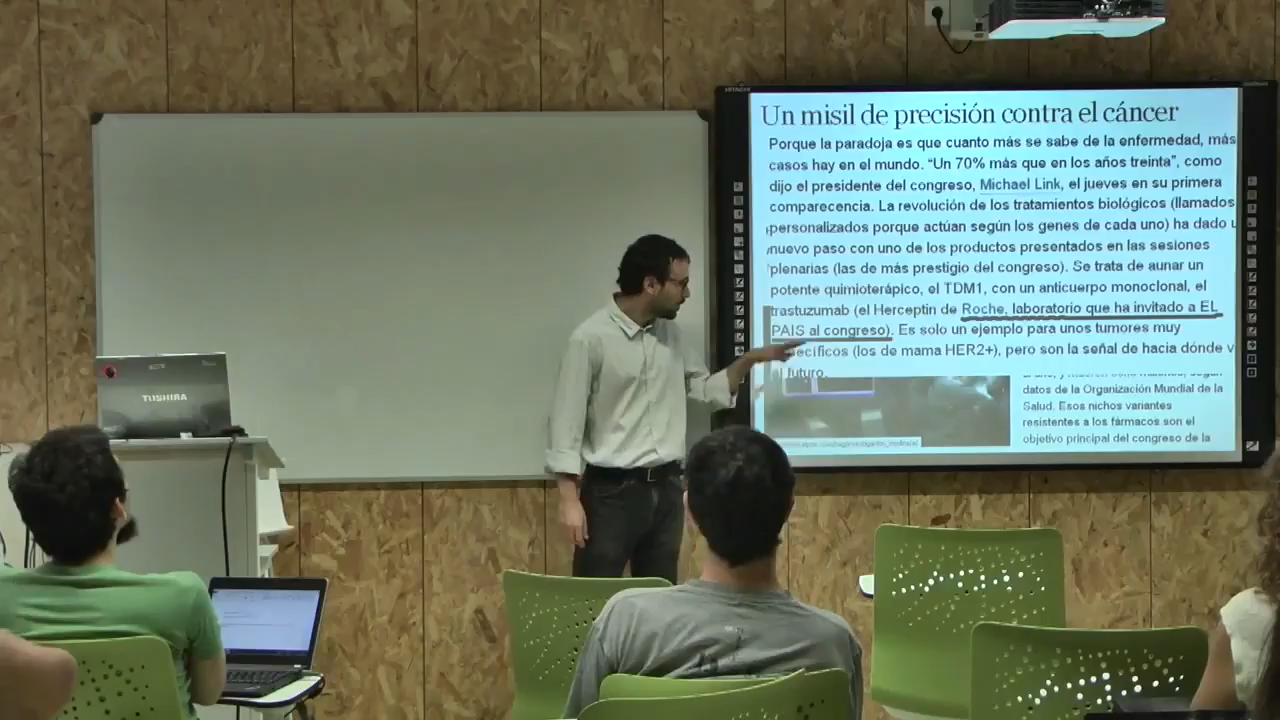 HITACHI
Un misil de precisión contra el cáncer
Porque la paradoja es que cuanto más se sabe de la enfermedad, más
casos hay en el mundo. “Un 70% más que en los años treinta”, como
dijo el presidente del congreso, Michael Link, el jueves en su primera
comparecencia. La revolución de los tratamientos biológicos (llamados
personalizados porque actúan según los genes de cada uno) ha dado u
nuevo paso con uno de los productos presentados en las sesiones
plenarias (las de más prestigio del congreso). Se trata de aunar un
potente quimioterápico, el TDM1, con un anticuerpo monoclonal, el
trastuzumab (el Herceptin de Roche, laboratorio que ha invitado a EL
PAIS al congreso). Es solo un ejemplo para unos tumores muy
ecíficos (los de mama HER2+), pero son la señal de hacia dónde v
l futuro.
datos de la Organización Mundial de la
Salud. Esos nichos variantes
resistentes a los fármacos son el
objetivo principal del congreso de la
TOSHIBA